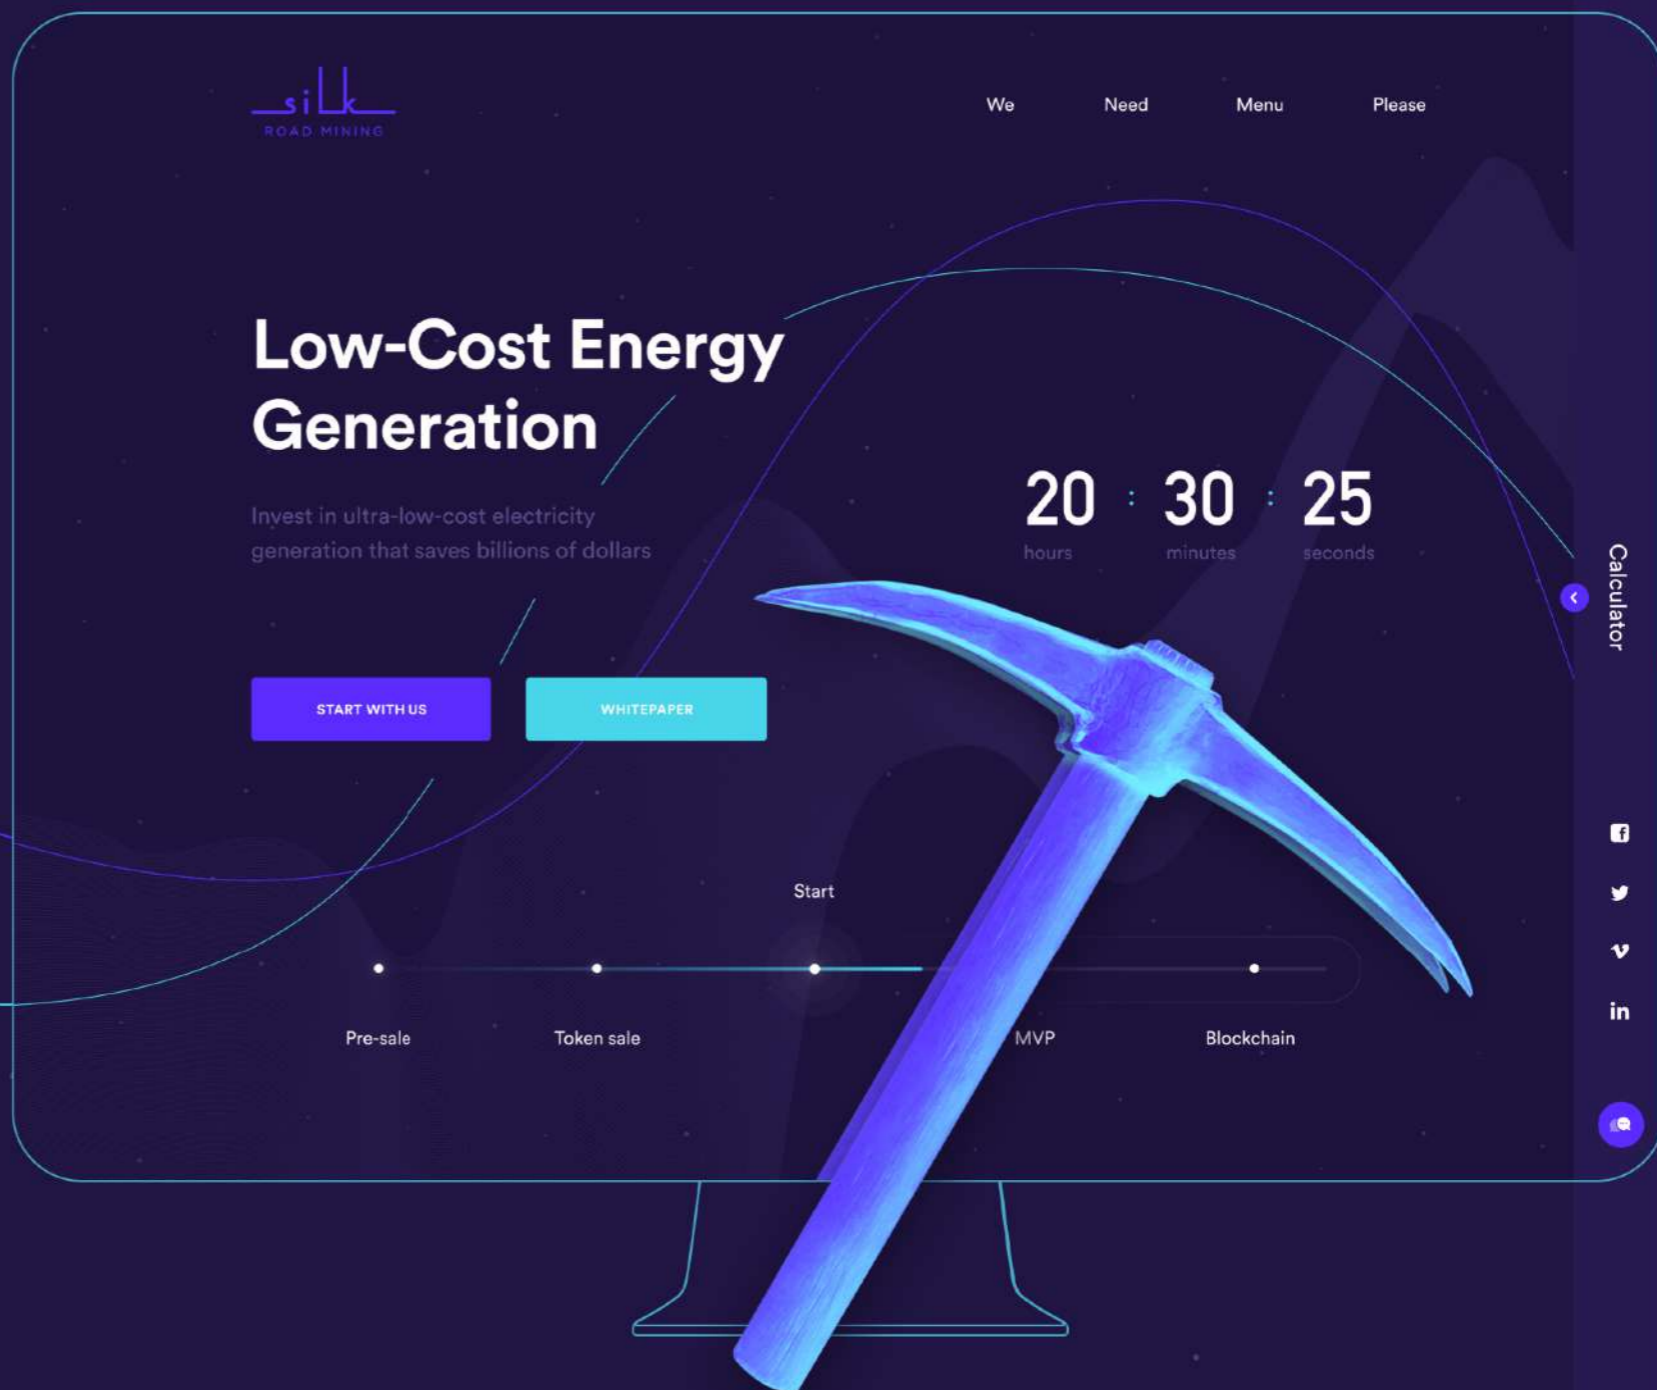 silk
ROAD MINING
We Need Menu Please
Low-Cost Energy
Generation
Invest in ultra-low-cost electricity
generation that saves billions of dollars
20 : 30 : 25
hours minutes seconds
START WITH US WHITEPAPER
Calculator
Start
Pre-sale Token sale MVP Blockchain